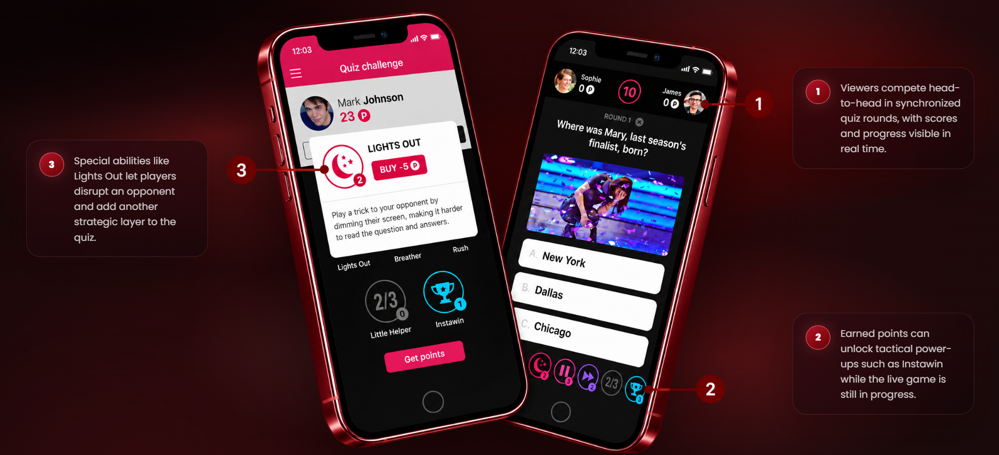 3
Special abilities like
Lights Out let players
disrupt an opponent
and add another
strategic layer to the
quiz.
3
12:03
Quiz challenge
Mark Johnson
23 P
LIGHTS OUT
BUY -5 P
2
Play a trick to your opponent by
dimming their screen, making it harder
to read the question and answers.
Lights Out
Breather
Rush
2/3
0
1
Little Helper
Instawin
Get points
12:03
Sophie
0 P
10
James
0 P
ROUND 1
Where was Mary, last season's
finalist, born?
A. New York
B. Dallas
C. Chicago
2
3
2
2/3
3
1
2
1
Viewers compete head-
to-head in synchronized
quiz rounds, with scores
and progress visible in
real time.
2
Earned points can
unlock tactical power-
ups such as Instawin
while the live game is
still in progress.